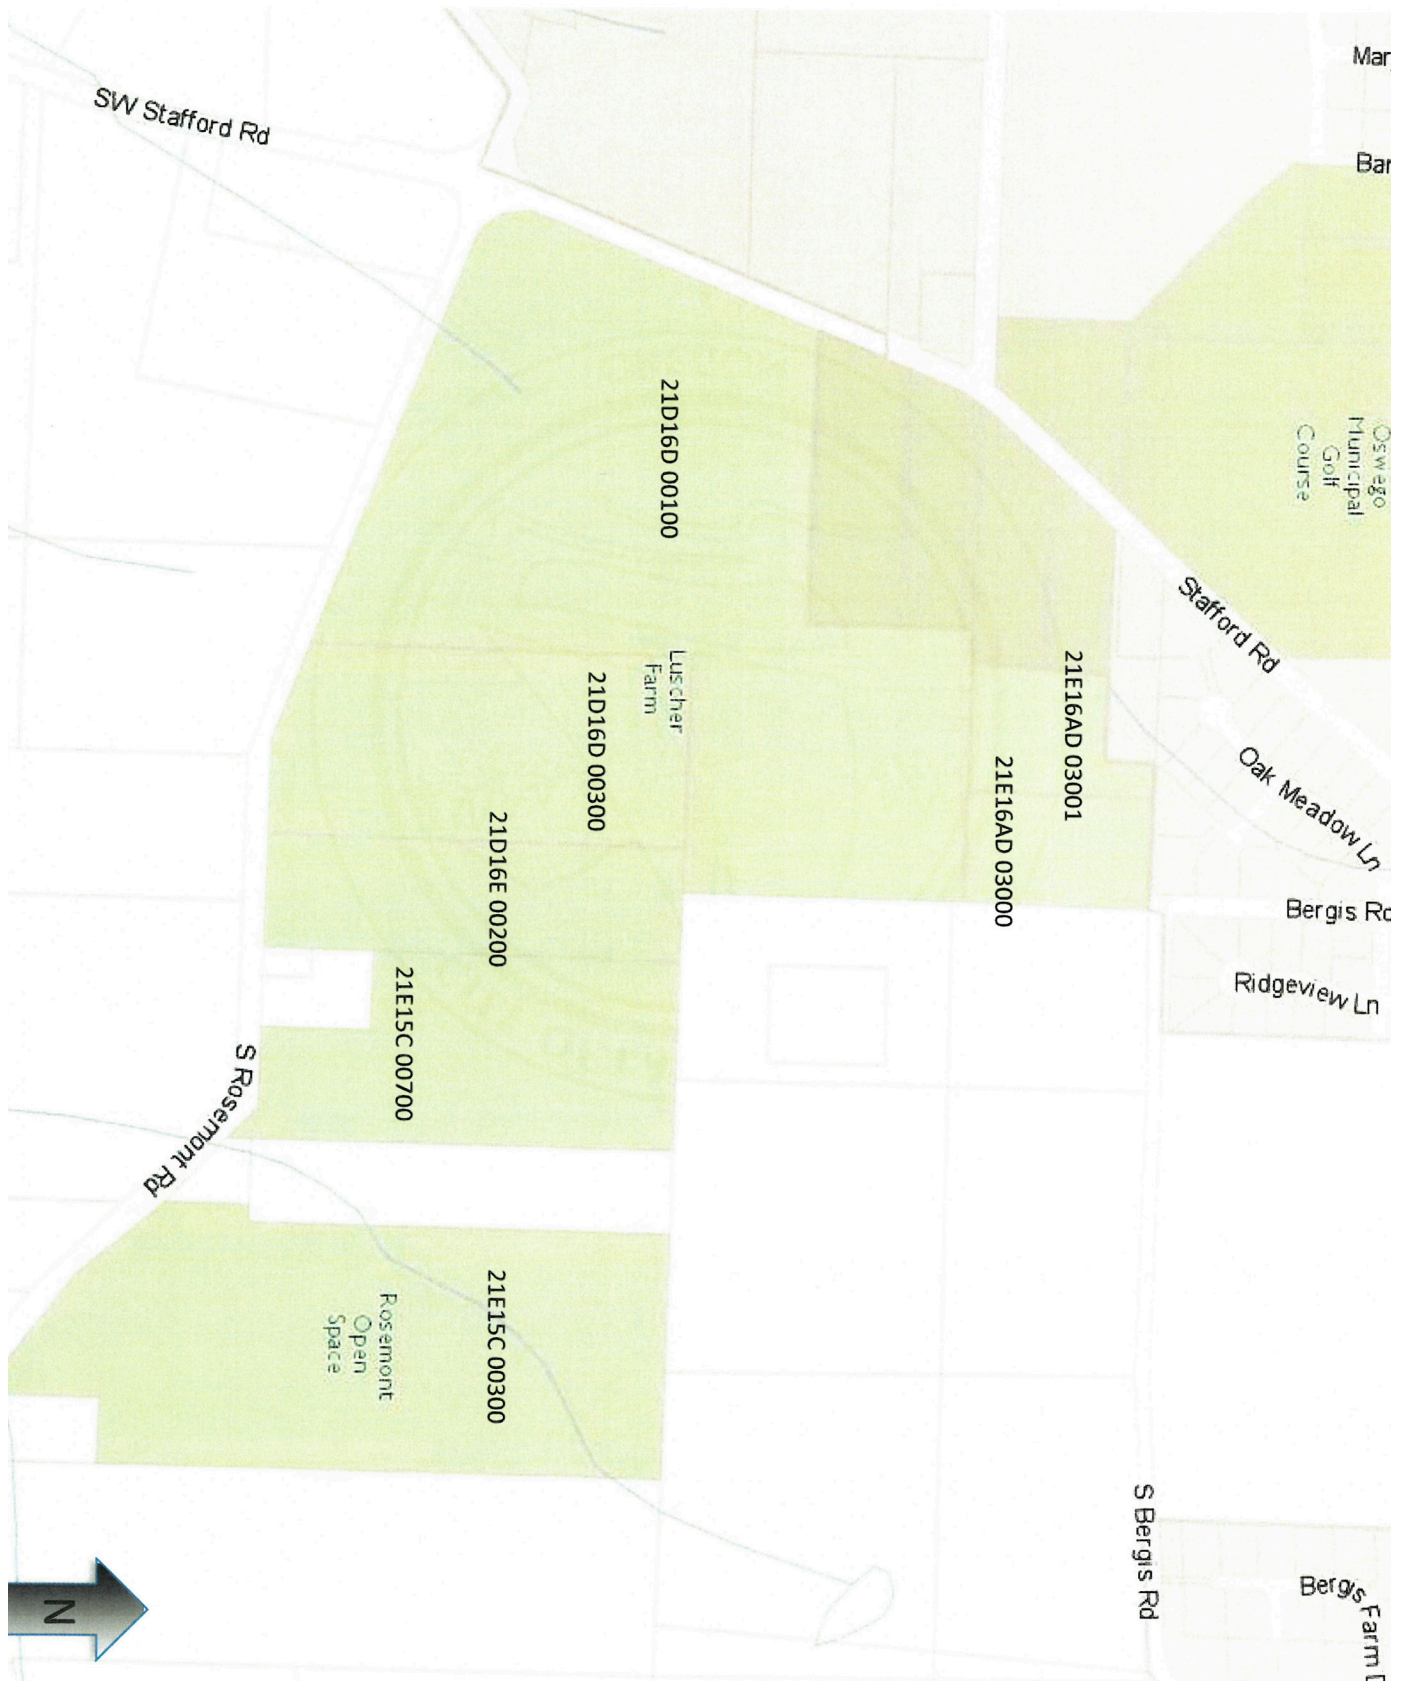 Mar
Bar
SW Stafford Rd
Oswego
Municipal
Golf
Course
21D16D 00100
Stafford Rd
Luscher
Farm
21E16AD 03001
21D16D 00300
21E16AD 03000
Oak Meadow Ln
21D16E 00200
Bergis Rd
Ridgeview Ln
21E15C 00700
S Rosemont Rd
21E15C 00300
Rosemont
Open
Space
S Bergis Rd
Bergis Farm D
N